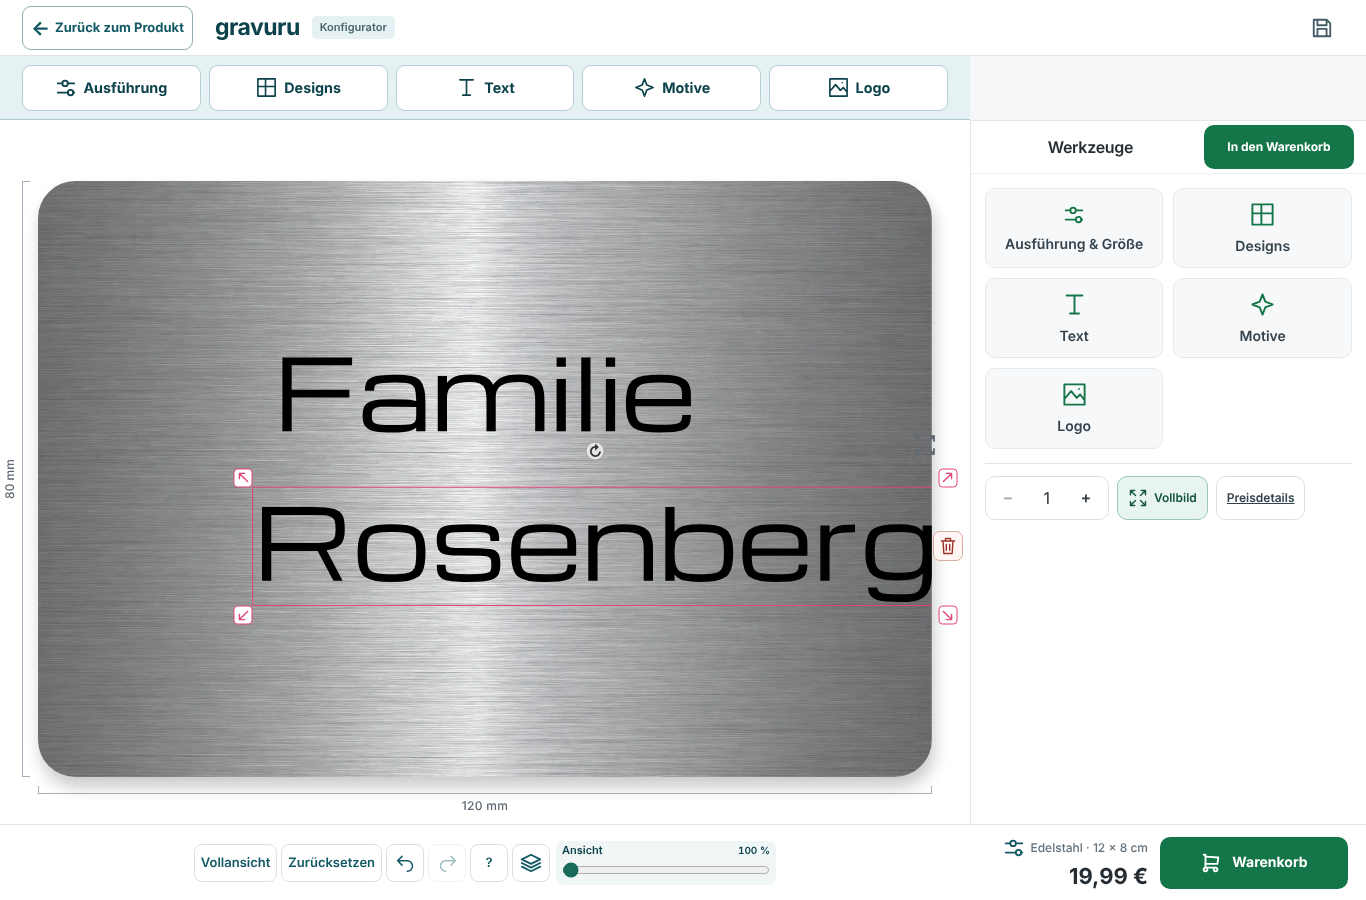 Zurück zum Produkt
gravuru
Konfigurator
Ausführung
Designs
Text
Motive
Logo
Werkzeuge
In den Warenkorb
Ausführung & Größe
Designs
Text
Motive
Logo
− 1 +
Vollbild
Preisdetails
Familie
Rosenberg
80 mm
120 mm
Vollansicht
Zurücksetzen
?
Ansicht
100 %
Edelstahl · 12 × 8 cm
19,99 €
Warenkorb